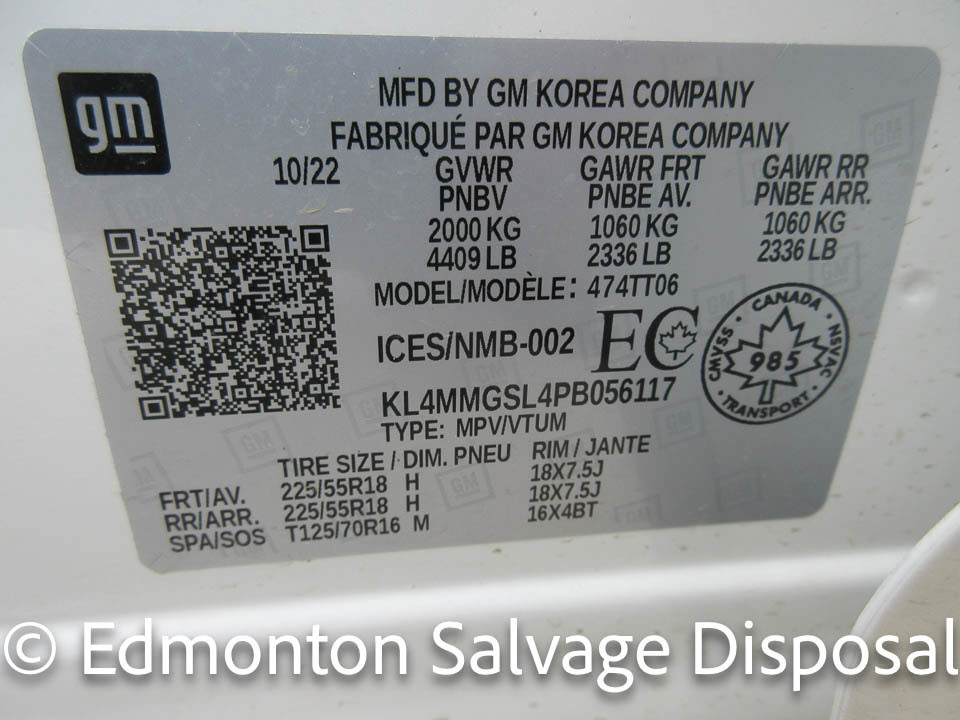 gm
MFD BY GM KOREA COMPANY
FABRIQUÉ PAR GM KOREA COMPANY
10/22 GVWR GAWR FRT GAWR RR
PNBV PNBE AV. PNBE ARR.
2000 KG 1060 KG 1060 KG
4409 LB 2336 LB 2336 LB
MODEL/MODÈLE: 474TT06
ICES/NMB-002 EC
CANADA
CMVSS 985 NSVAC
TRANSPORT
KL4MMGSL4PB056117
TYPE: MPV/VTUM
TIRE SIZE / DIM. PNEU RIM / JANTE
FRT/AV. 225/55R18 H 18X7.5J
RR/ARR. 225/55R18 H 18X7.5J
SPA/SOS T125/70R16 M 16X4BT
© Edmonton Salvage Disposal